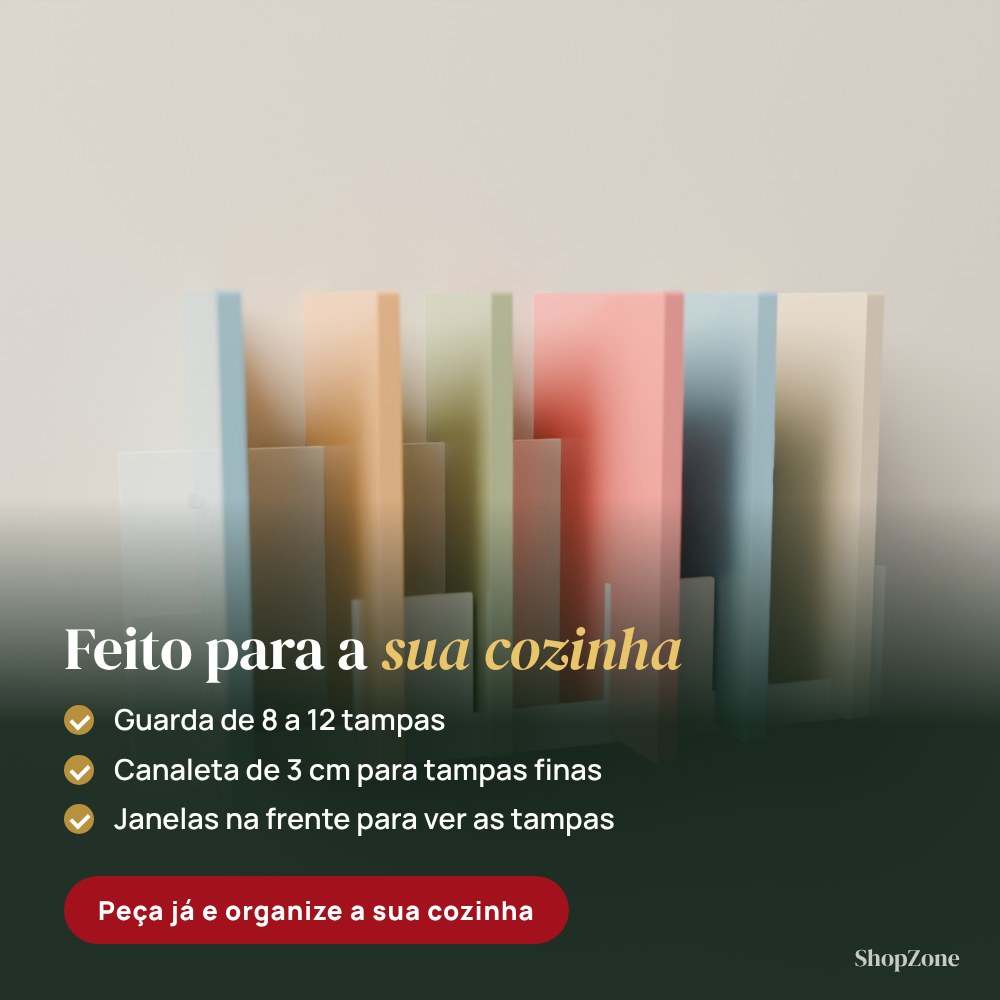 Feito para a sua cozinha
Guarda de 8 a 12 tampas
Canaleta de 3 cm para tampas finas
Janelas na frente para ver as tampas
Peça já e organize a sua cozinha
ShopZone